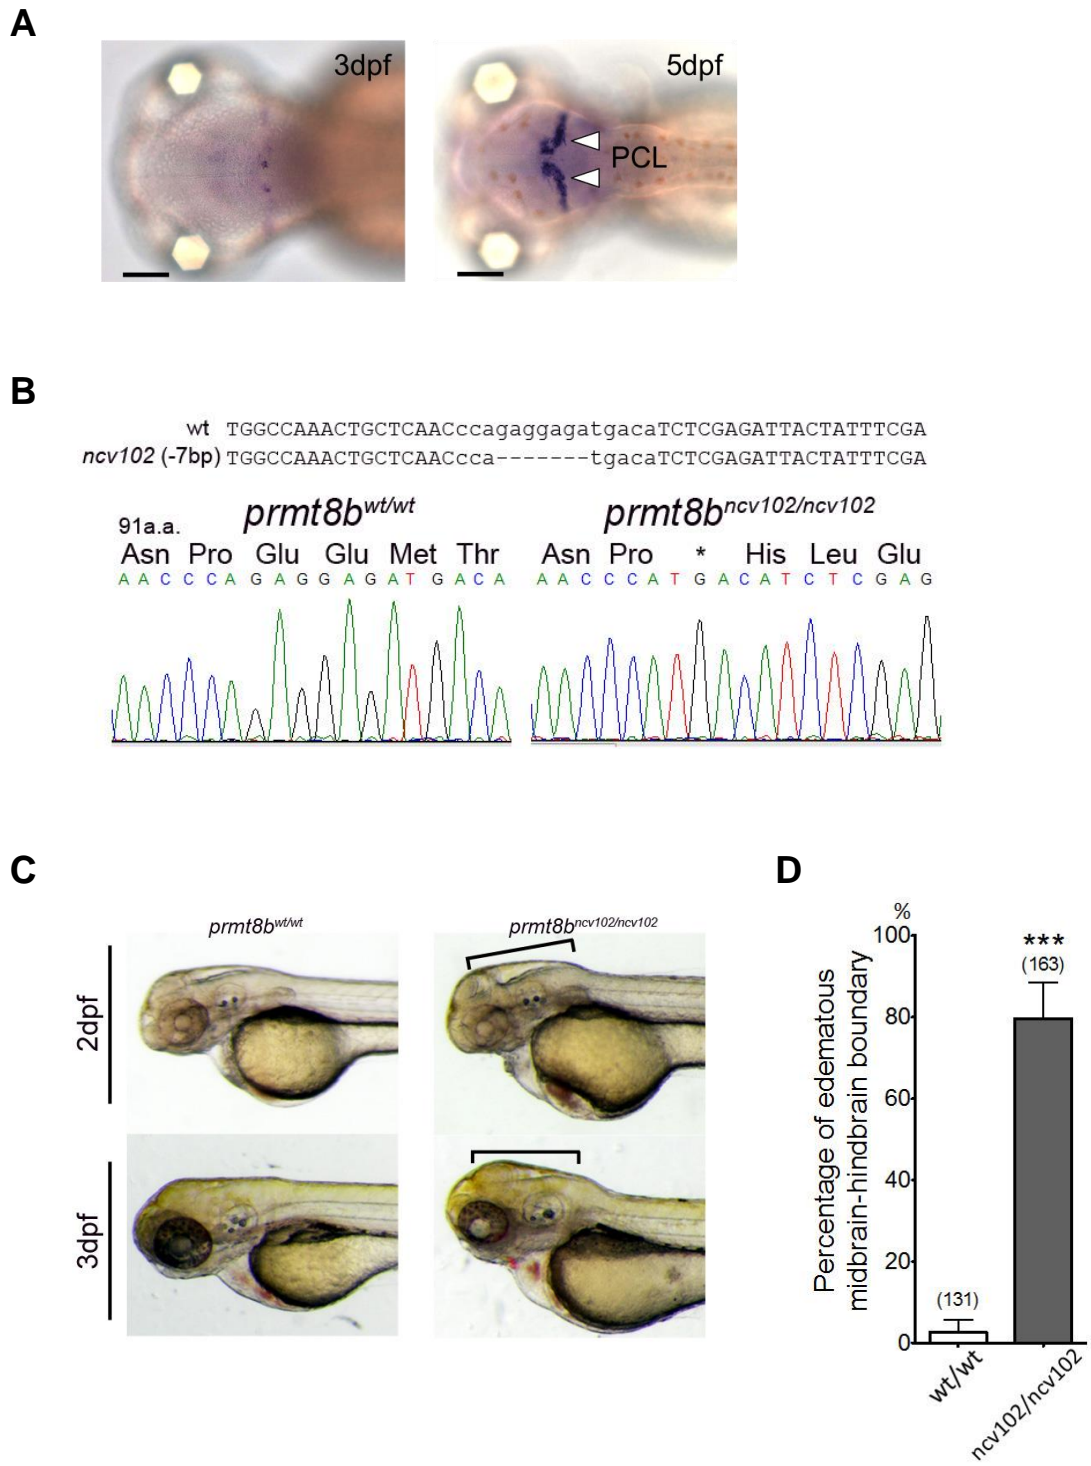 A
3dpf
5dpf
PCL
B
wt TGGCCAAACTGCTCAACccagaggagatgacaTCTCGAGATTACTATTTCGA
ncv102 (-7bp) TGGCCAAACTGCTCAACcca-------tgacaTCTCGAGATTACTATTTCGA
prmt8bwt/wt
prmt8bncv102/ncv102
91a.a.
Asn Pro Glu Glu Met Thr
Asn Pro * His Leu Glu
A A C C C A G A G G A G A T G A C A
A A C C C A T G A C A T C T C G A G
C
prmt8bwt/wt
prmt8bncv102/ncv102
2dpf
3dpf
D
%
Percentage of edematous
midbrain-hindbrain boundary
100
80
60
40
20
0
***
(163)
(131)
wt/wt
ncv102/ncv102